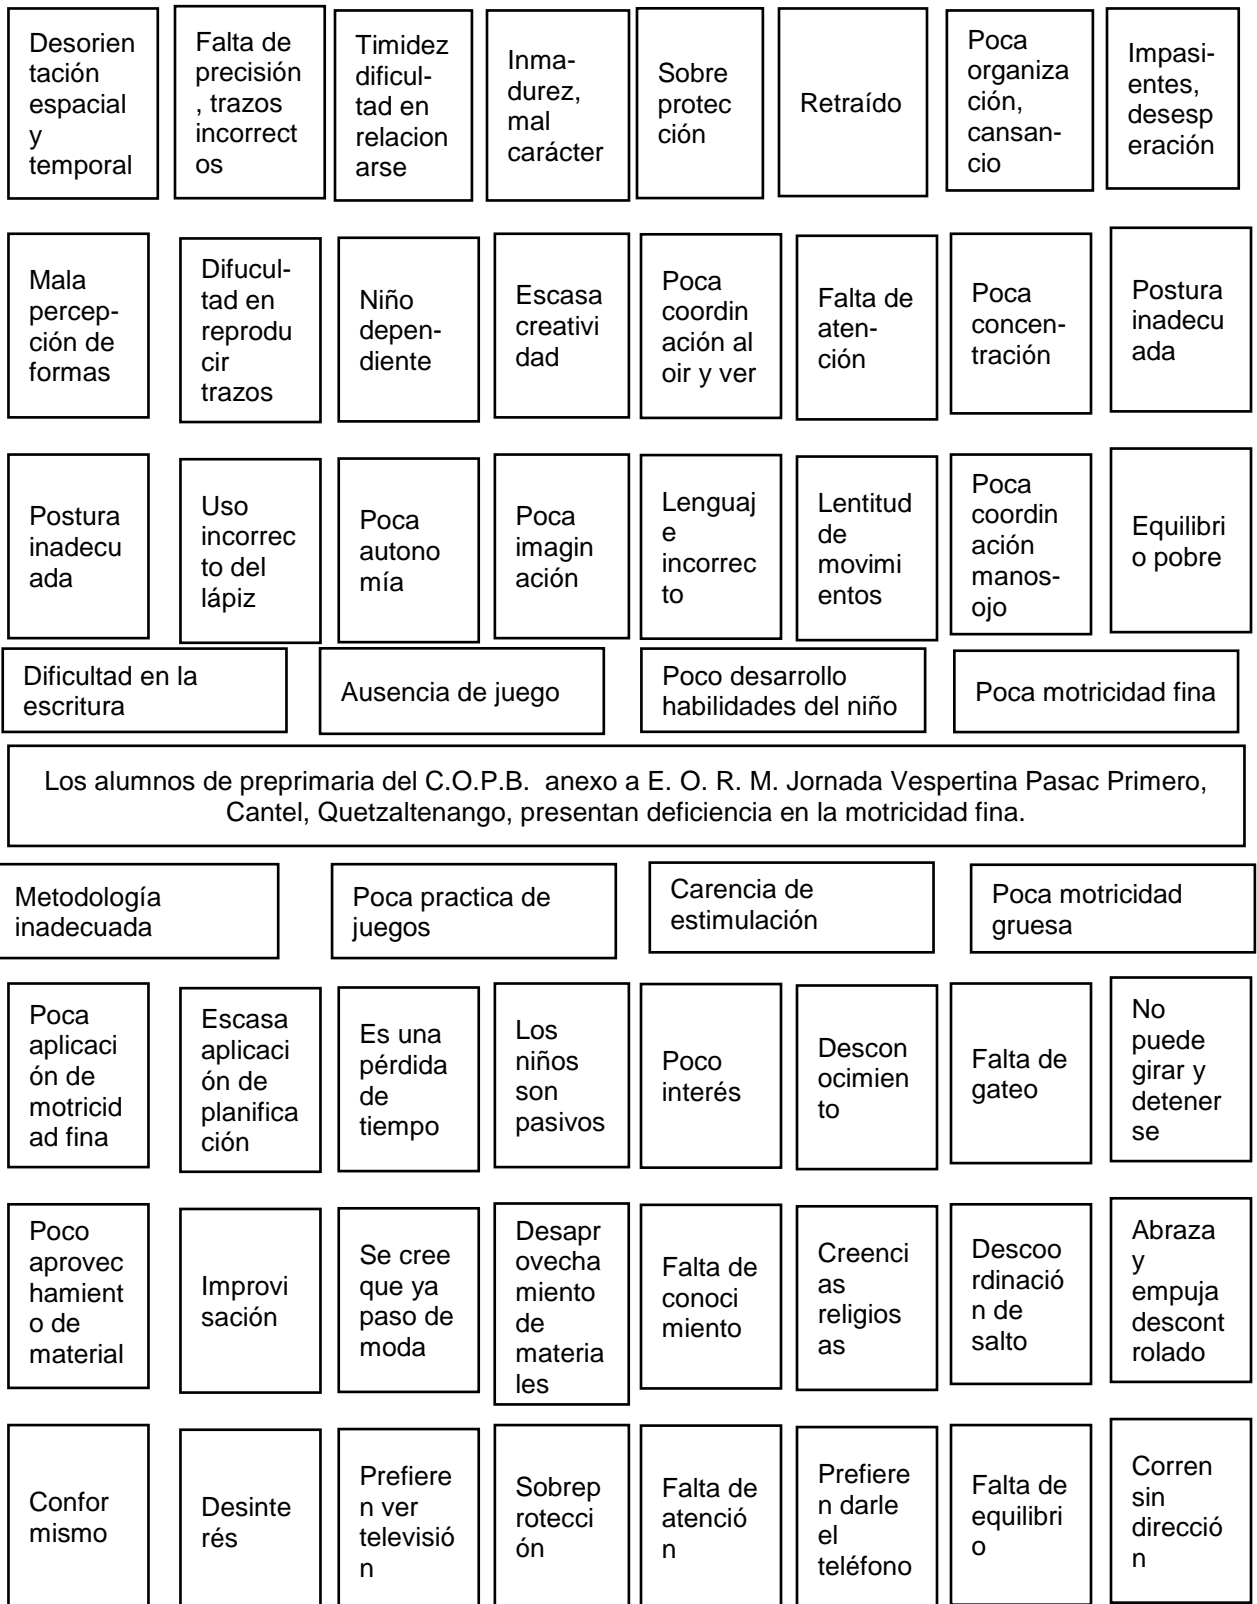 Desorien
tación
espacial
y
temporal
Falta de
precisión
, trazos
incorrect
os
Timidez
dificul-
tad en
relacion
arse
Inma-
durez,
mal
carácter
Sobre
protec
ción
Retraído
Poca
organiza
ción,
cansan-
cio
Impasi-
entes,
desesp
eración
Mala
percep-
ción de
formas
Difucul-
tad en
reprodu
cir
trazos
Niño
depen-
diente
Escasa
creativi
dad
Poca
coordin
ación al
oir y ver
Falta de
aten-
ción
Poca
concen-
tración
Postura
inadecu
ada
Postura
inadecu
ada
Uso
incorrec
to del
lápiz
Poca
autono
mía
Poca
imagin
ación
Lenguaj
e
incorrec
to
Lentitud
de
movimi
entos
Poca
coordin
ación
manos-
ojo
Equilibri
o pobre
Dificultad en la
escritura
Ausencia de juego
Poco desarrollo
habilidades del niño
Poca motricidad fina
Los alumnos de preprimaria del C.O.P.B. anexo a E. O. R. M. Jornada Vespertina Pasac Primero,
Cantel, Quetzaltenango, presentan deficiencia en la motricidad fina.
Metodología
inadecuada
Poca practica de
juegos
Carencia de
estimulación
Poca motricidad
gruesa
Poca
aplicaci
ón de
motricid
ad fina
Escasa
aplicaci
ón de
planifica
ción
Es una
pérdida
de
tiempo
Los
niños
son
pasivos
Poco
interés
Descon
ocimien
to
Falta de
gateo
No
puede
girar y
detener
se
Poco
aprovec
hamient
o de
material
Improvi
sación
Se cree
que ya
paso de
moda
Desapr
ovecha
miento
de
materia
les
Falta de
conoci
miento
Creenci
as
religios
as
Descoo
rdinació
n de
salto
Abraza
y
empuja
descont
rolado
Confor
mismo
Desinte
rés
Prefiere
n ver
televisió
n
Sobrep
rotecci
ón
Falta de
atenció
n
Prefiere
n darle
el
teléfono
Falta de
equilibri
o
Corren
sin
direcció
n